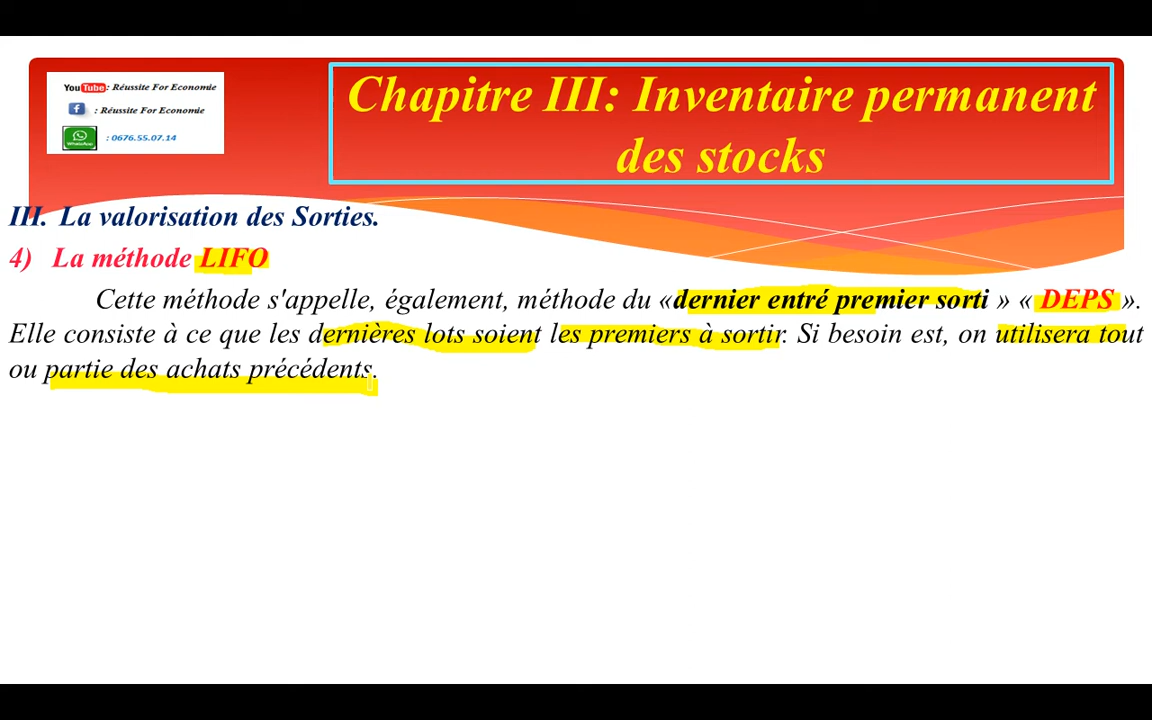 YouTube : Réussite For Economie
f : Réussite For Economie
WhatsApp : 0676.55.07.14
Chapitre III: Inventaire permanent
des stocks
III. La valorisation des Sorties.
4) La méthode LIFO
Cette méthode s'appelle, également, méthode du «dernier entré premier sorti » « DEPS ».
Elle consiste à ce que les dernières lots soient les premiers à sortir. Si besoin est, on utilisera tout
ou partie des achats précédents.